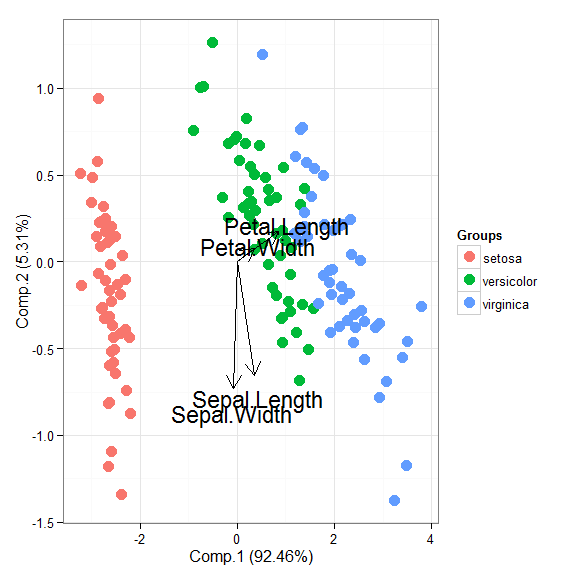 1.0
0.5
0.0
-0.5
-1.0
-1.5
Comp.2 (5.31%)
Petal.Length
Petal.Width
Sepal.Length
Sepal.Width
-2
0
2
4
Comp.1 (92.46%)
Groups
setosa
versicolor
virginica